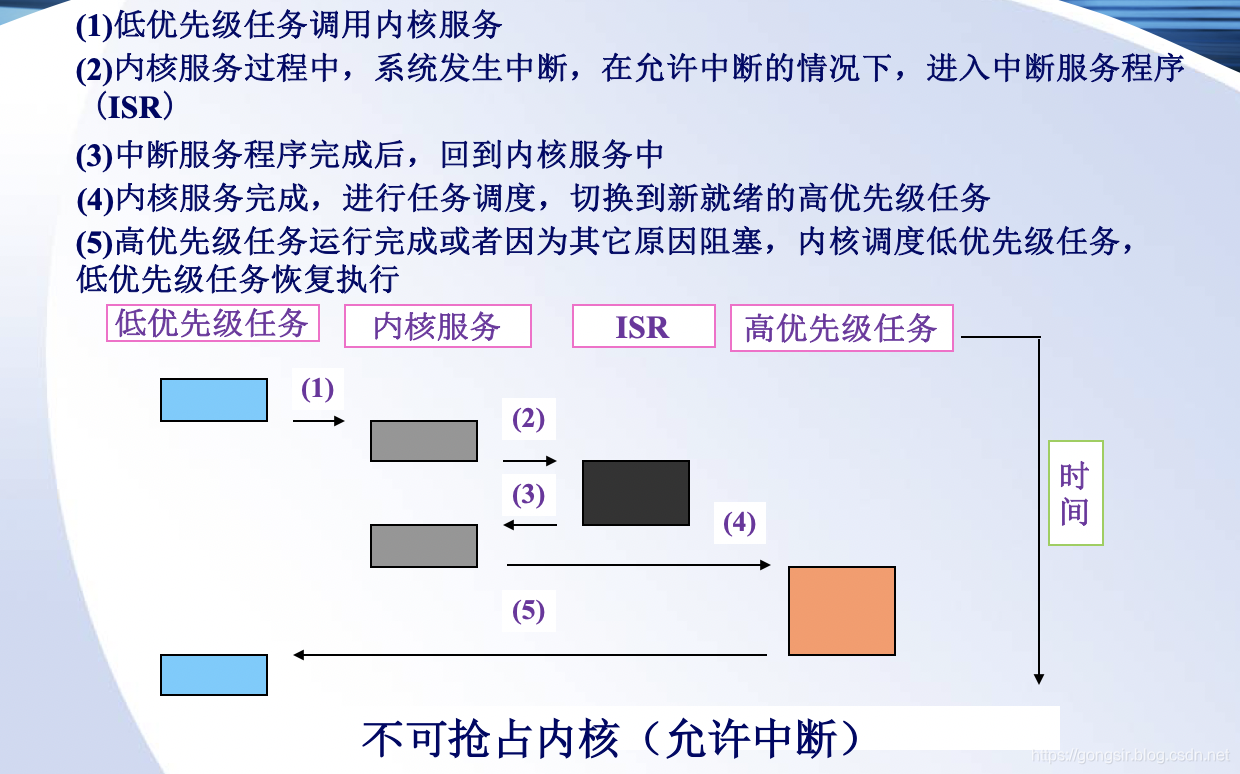 (1)低优先级任务调用内核服务
(2)内核服务过程中，系统发生中断，在允许中断的情况下，进入中断服务程序
（ISR）
(3)中断服务程序完成后，回到内核服务中
(4)内核服务完成，进行任务调度，切换到新就绪的高优先级任务
(5)高优先级任务运行完成或者因为其它原因阻塞，内核调度低优先级任务，
低优先级任务恢复执行
低优先级任务
内核服务
ISR
高优先级任务
(1)
(2)
(3)
(4)
(5)
时
间
不可抢占内核（允许中断）
https://gongsir.blog.csdn.net